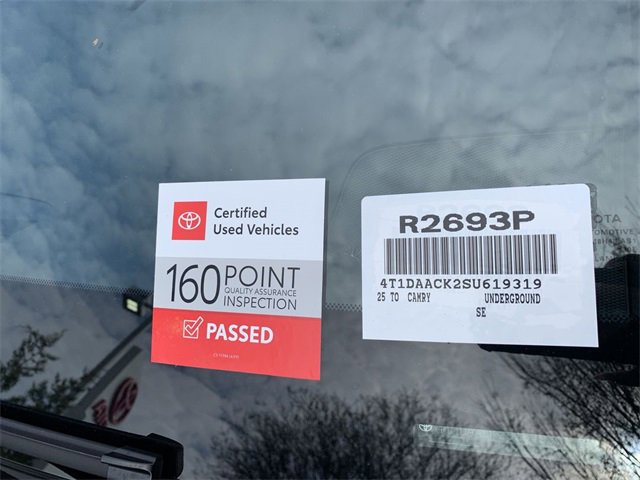 Certified
Used Vehicles
160 POINT
QUALITY ASSURANCE
INSPECTION
PASSED
R2693P
4T1DAACK2SU619319
25 TO CAMRY UNDERGROUND
SE